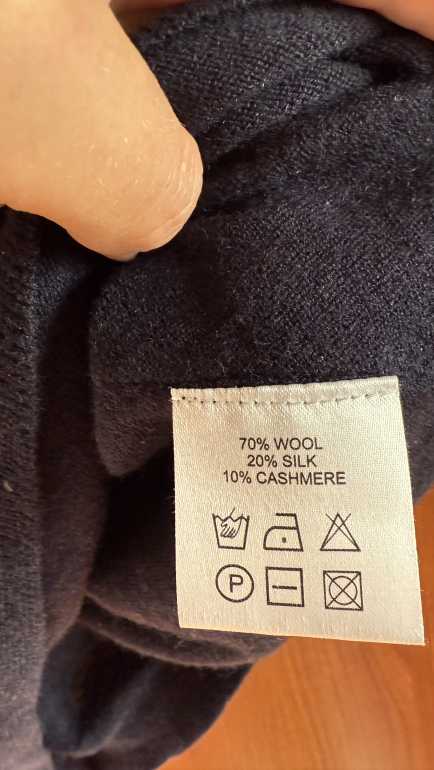 70% WOOL
20% SILK
10% CASHMERE
P